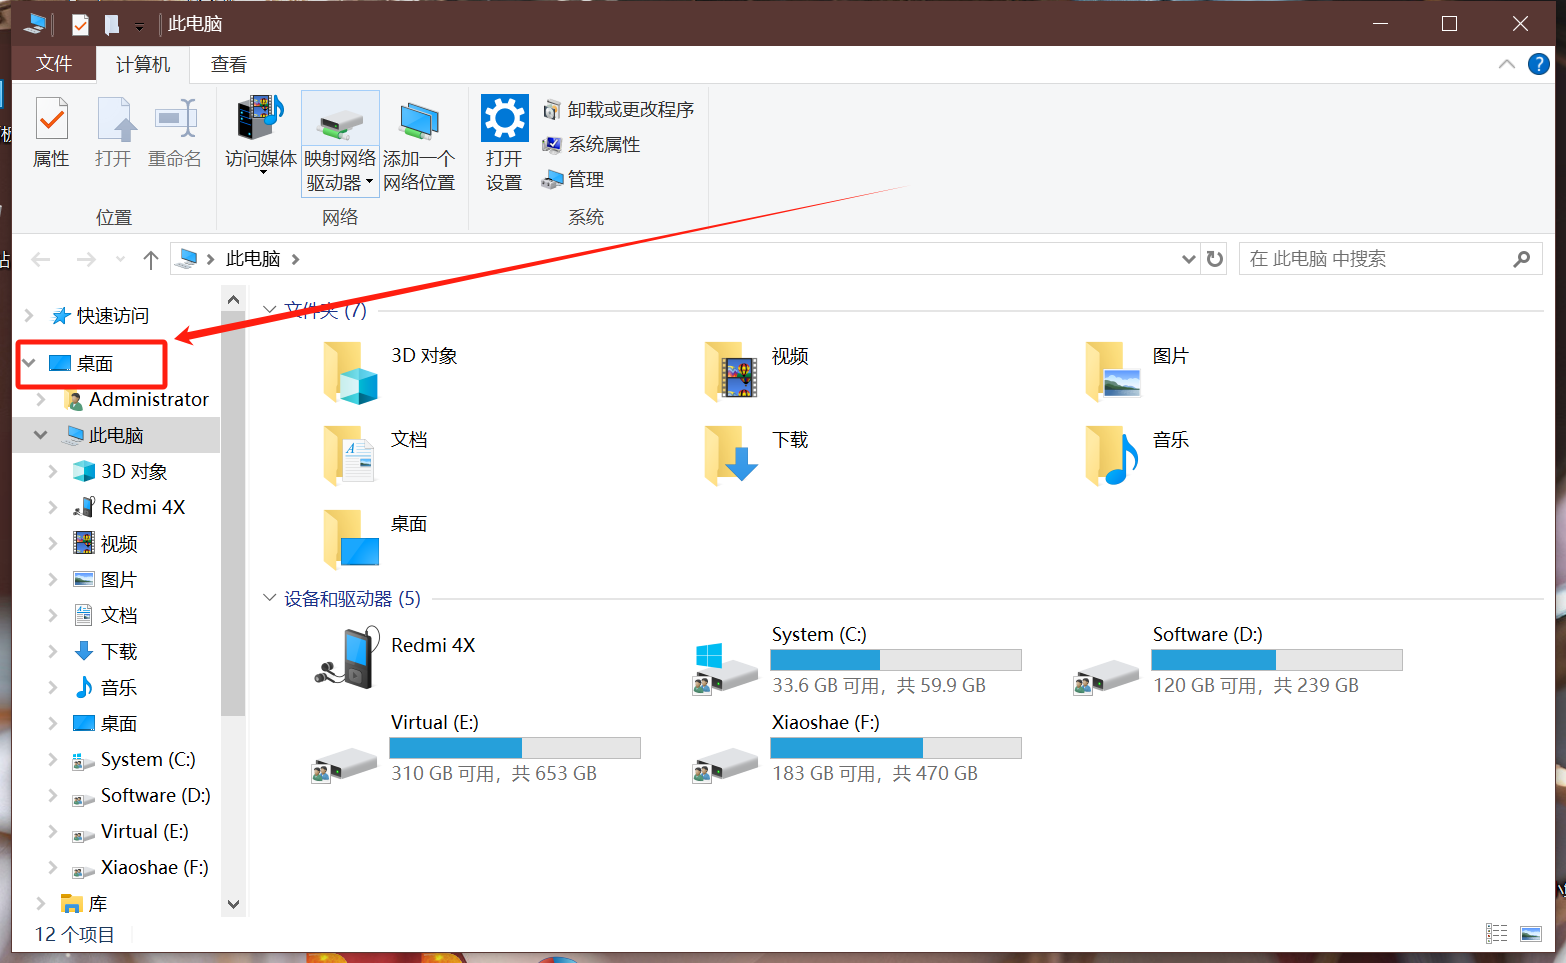 此电脑
文件
计算机
查看
属性
打开
重命名
位置
访问媒体
映射网络
驱动器
添加一个
网络位置
网络
打开
设置
卸载或更改程序
系统属性
管理
系统
此电脑
在 此电脑 中搜索
快速访问
桌面
Administrator
此电脑
3D 对象
Redmi 4X
视频
图片
文档
下载
音乐
桌面
System (C:)
Software (D:)
Virtual (E:)
Xiaoshae (F:)
库
文件夹 (7)
3D 对象
视频
图片
文档
下载
音乐
桌面
设备和驱动器 (5)
Redmi 4X
System (C:)
33.6 GB 可用，共 59.9 GB
Software (D:)
120 GB 可用，共 239 GB
Virtual (E:)
310 GB 可用，共 653 GB
Xiaoshae (F:)
183 GB 可用，共 470 GB
12 个项目